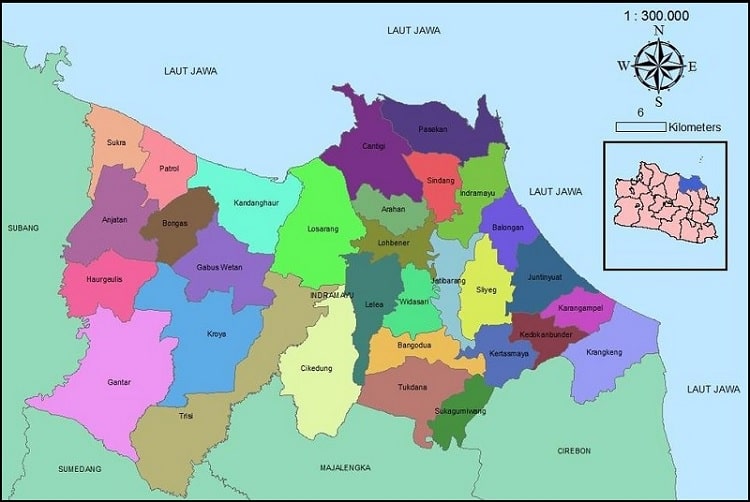 1 : 300.000
LAUT JAWA
LAUT JAWA
N
W
E
S
6
Kilometers
Pasekan
Cantigi
Sukra
Patrol
Sindang
Indramayu
LAUT JAWA
Kandanghaur
Arahan
Anjatan
Bongas
Losarang
Balongan
SUBANG
Lohbener
Gabus Wetan
Haurgeulis
Jatibarang
Juntinyuat
Sliyeg
INDRAMAYU
Lelea
Widasari
Karangampel
Kroya
Kedokanbunder
Bangodua
Kertasmaya
Krangkeng
Cikedung
Gantar
Tukdana
LAUT JAWA
Trisi
Sukagumiwang
CIREBON
SUMEDANG
MAJALENGKA